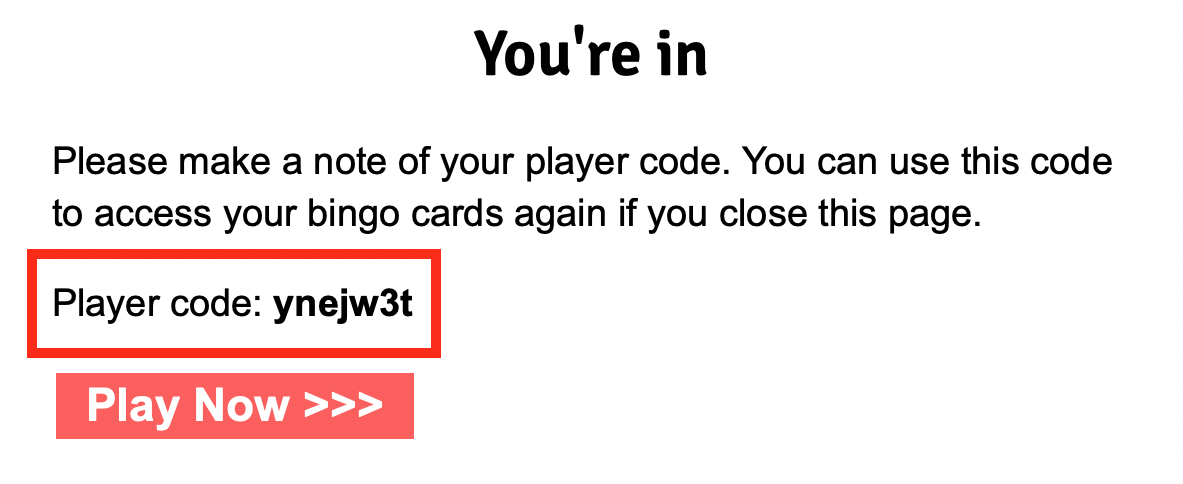 You're in
Please make a note of your player code. You can use this code
to access your bingo cards again if you close this page.
Player code: ynejw3t
Play Now >>>